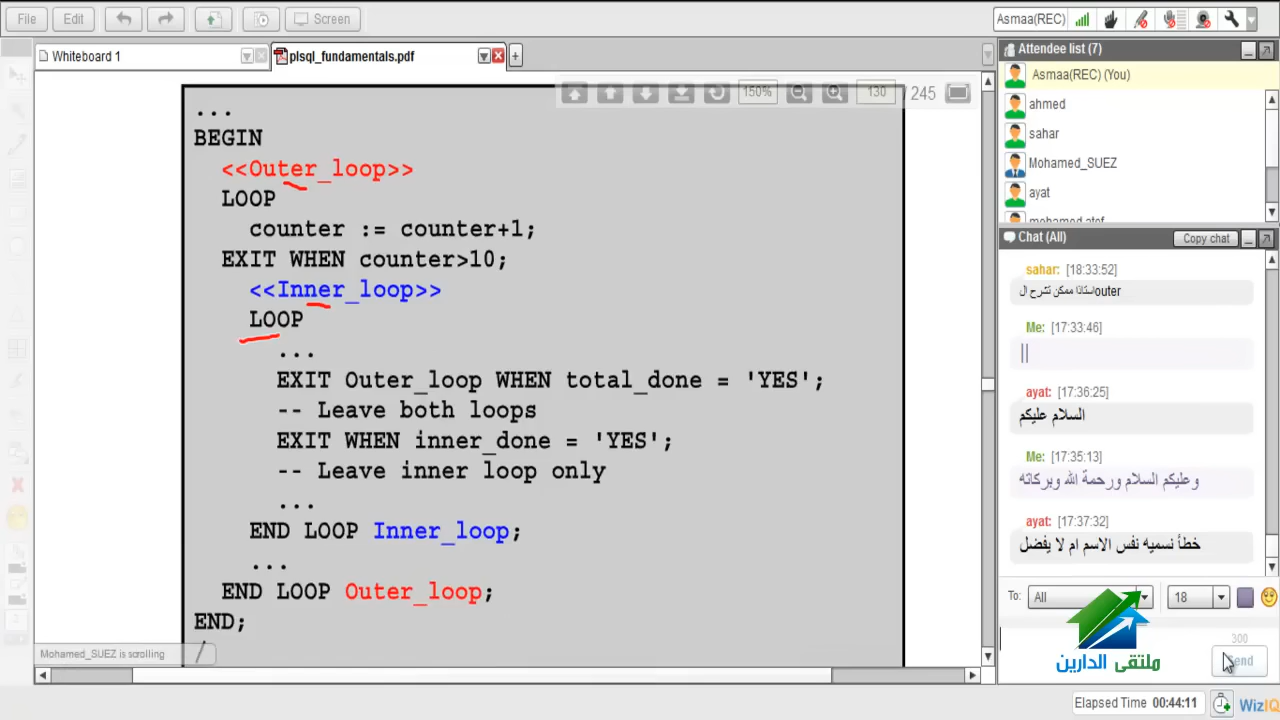 File Edit Screen Asmaa(REC)
Whiteboard 1 plsql_fundamentals.pdf +
150% 130 / 245
...
BEGIN
<<Outer_loop>>
LOOP
counter := counter+1;
EXIT WHEN counter>10;
<<Inner_loop>>
LOOP
...
EXIT Outer_loop WHEN total_done = 'YES';
-- Leave both loops
EXIT WHEN inner_done = 'YES';
-- Leave inner loop only
...
END LOOP Inner_loop;
...
END LOOP Outer_loop;
END;
/
Mohamed_SUEZ is scrolling
Attendee list (7)
Asmaa(REC) (You)
ahmed
sahar
Mohamed_SUEZ
ayat
mohamed atef
Chat (All) Copy chat
sahar: [18:33:52]
استاذا ممكن تشرح ال outer
Me: [17:33:46]
||
ayat: [17:36:25]
السلام عليكم
Me: [17:35:13]
وعليكم السلام ورحمة الله وبركاته
ayat: [17:37:32]
خطأ نسميه نفس الاسم ام لا يفضل
To: All 18
300
Send
ملتقى الدارين
Elapsed Time 00:44:11 WizIQ